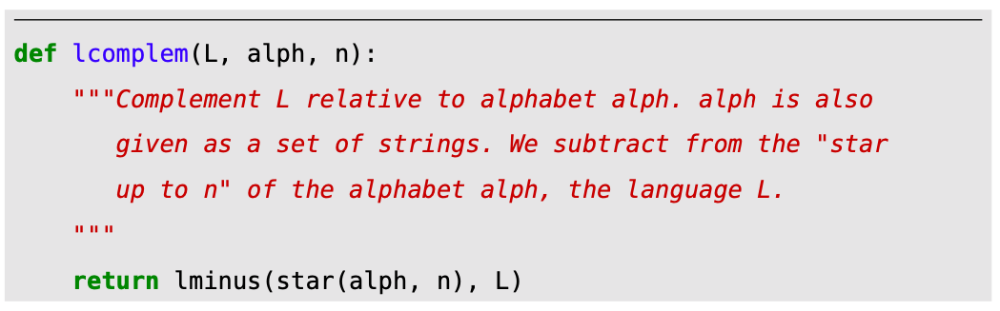 def lcomplem(L, alph, n):
    """Complement L relative to alphabet alph. alph is also
       given as a set of strings. We subtract from the "star
       up to n" of the alphabet alph, the language L.
    """
    return lminus(star(alph, n), L)